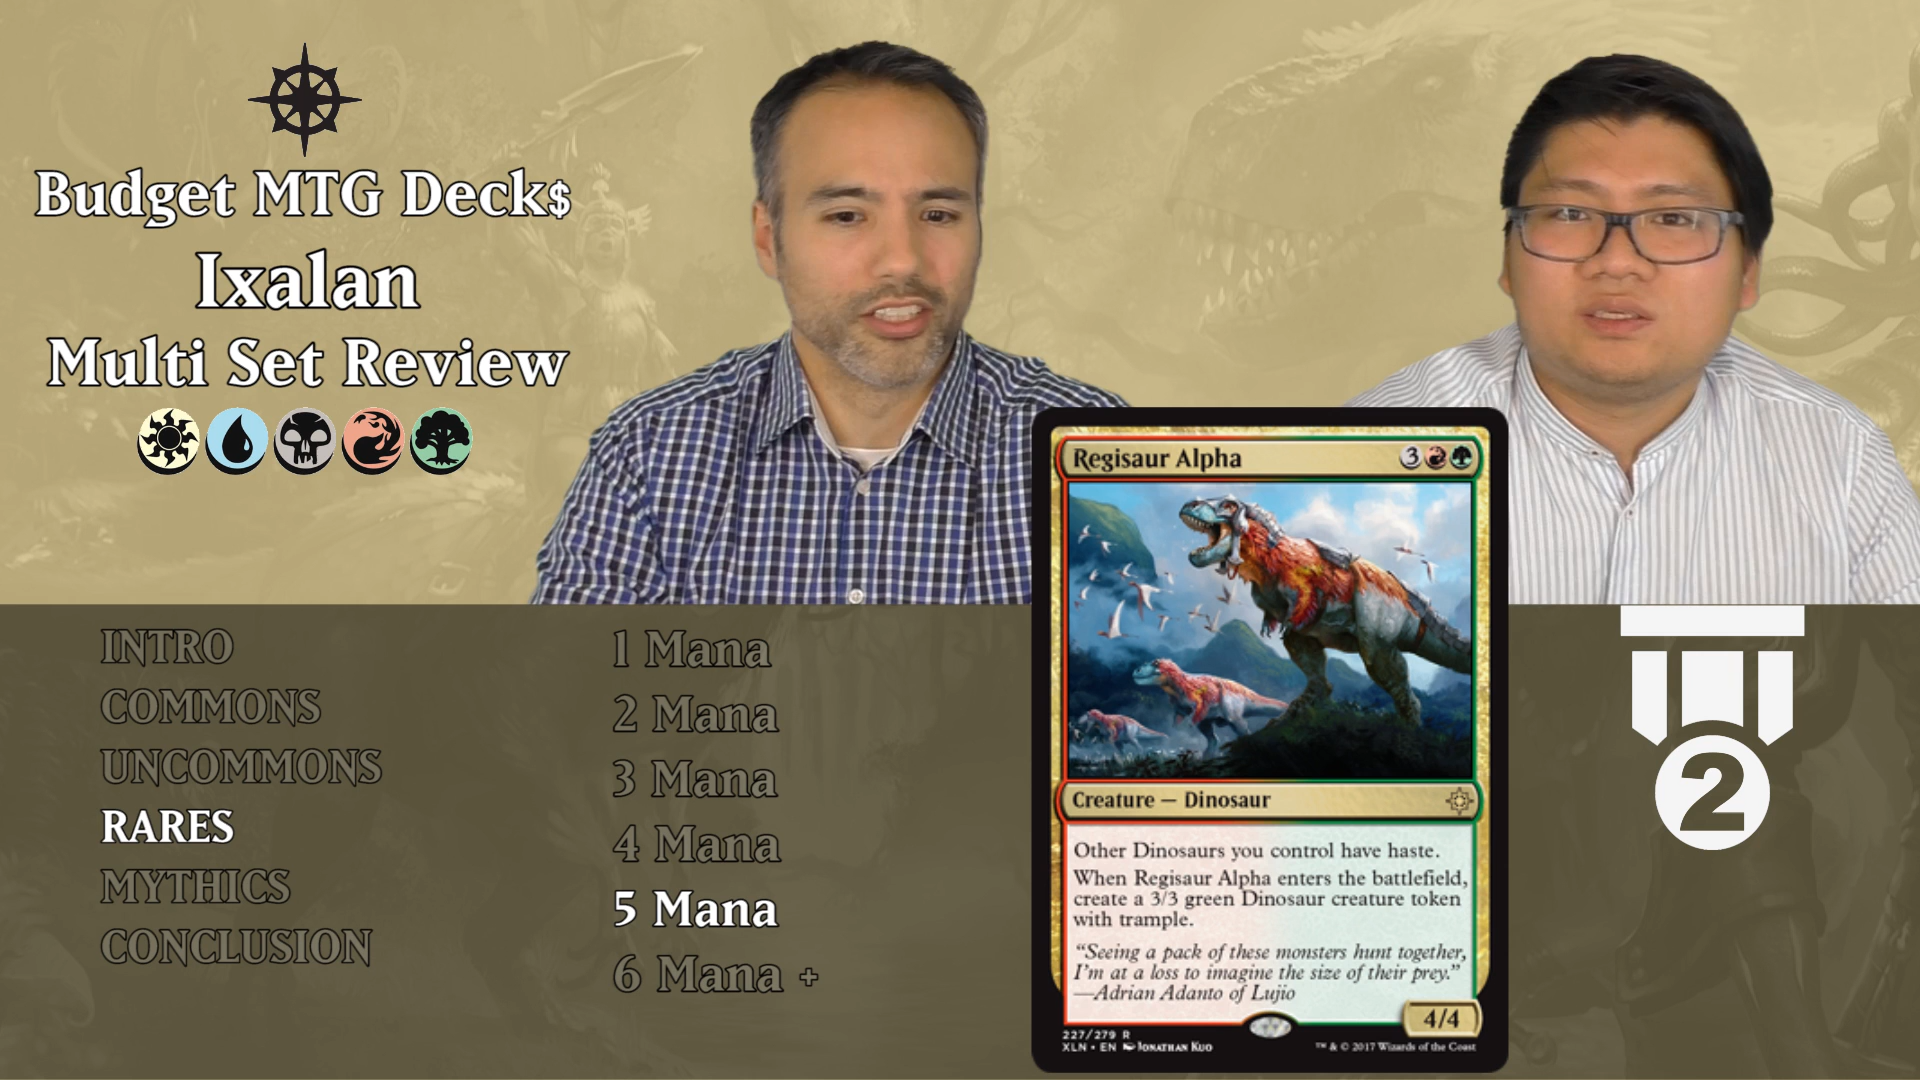 Budget MTG Deck$
Ixalan
Multi Set Review
INTRO
COMMONS
UNCOMMONS
RARES
MYTHICS
CONCLUSION
1 Mana
2 Mana
3 Mana
4 Mana
5 Mana
6 Mana +
Regisaur Alpha 3
Creature — Dinosaur
Other Dinosaurs you control have haste.
When Regisaur Alpha enters the battlefield,
create a 3/3 green Dinosaur creature token
with trample.
"Seeing a pack of these monsters hunt together,
I'm at a loss to imagine the size of their prey."
—Adrian Adanto of Lujio
4/4
227/279 R
XLN • EN Jonathan Kuo
™ & © 2017 Wizards of the Coast
2